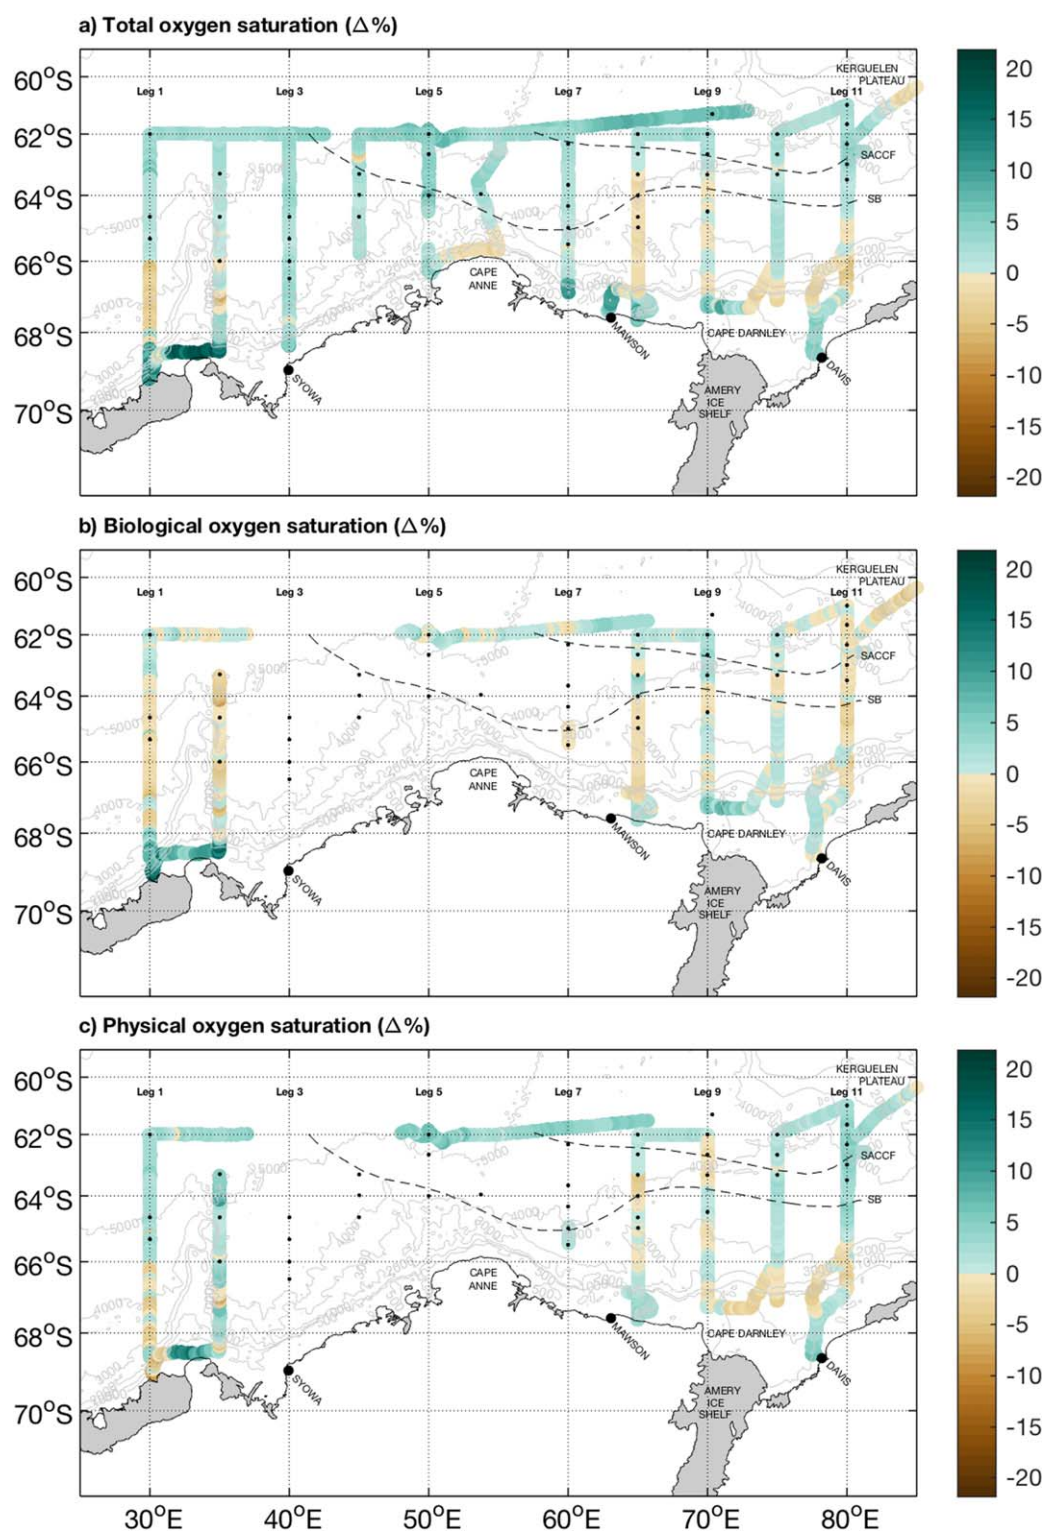 a) Total oxygen saturation (Δ%)
KERGUELEN
PLATEAU
Leg 1 Leg 3 Leg 5 Leg 7 Leg 9 Leg 11
60°S
62°S
64°S
66°S
68°S
70°S
SACCF
SB
CAPE
ANNE
MAWSON
CAPE DARNLEY
SYOWA
DAVIS
AMERY
ICE
SHELF
20
15
10
5
0
-5
-10
-15
-20
b) Biological oxygen saturation (Δ%)
KERGUELEN
PLATEAU
Leg 1 Leg 3 Leg 5 Leg 7 Leg 9 Leg 11
60°S
62°S
64°S
66°S
68°S
70°S
SACCF
SB
CAPE
ANNE
MAWSON
CAPE DARNLEY
SYOWA
DAVIS
AMERY
ICE
SHELF
20
15
10
5
0
-5
-10
-15
-20
c) Physical oxygen saturation (Δ%)
KERGUELEN
PLATEAU
Leg 1 Leg 3 Leg 5 Leg 7 Leg 9 Leg 11
60°S
62°S
64°S
66°S
68°S
70°S
SACCF
SB
CAPE
ANNE
MAWSON
CAPE DARNLEY
SYOWA
DAVIS
AMERY
ICE
SHELF
20
15
10
5
0
-5
-10
-15
-20
30°E 40°E 50°E 60°E 70°E 80°E